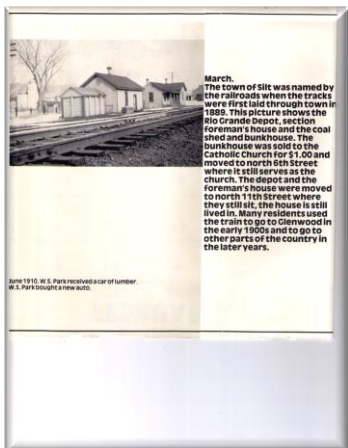 March.
The town of Silt was named by
the railroads when the tracks
were first laid through town in
1889. This picture shows the
Rio Grande Depot, section
foreman's house and the coal
shed and bunkhouse. The
bunkhouse was sold to the
Catholic Church for $1.00 and
moved to north 6th Street
where it still serves as the
church. The depot and the
foreman's house were moved
to north 11th Street where
they still sit, the house is still
lived in. Many residents used
the train to go to Glenwood in
the early 1900s and to go to
other parts of the country in
the later years.
June 1910. W.S. Park received a car of lumber.
W.S. Park bought a new auto.